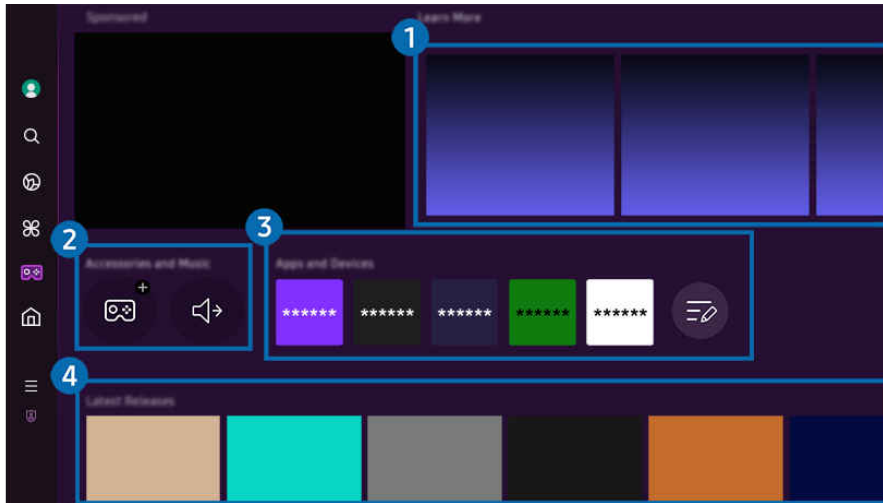 Sponsored
Learn More
1
2
3
Accessories and Music
Apps and Devices
******
******
******
******
******
4
Latest Releases